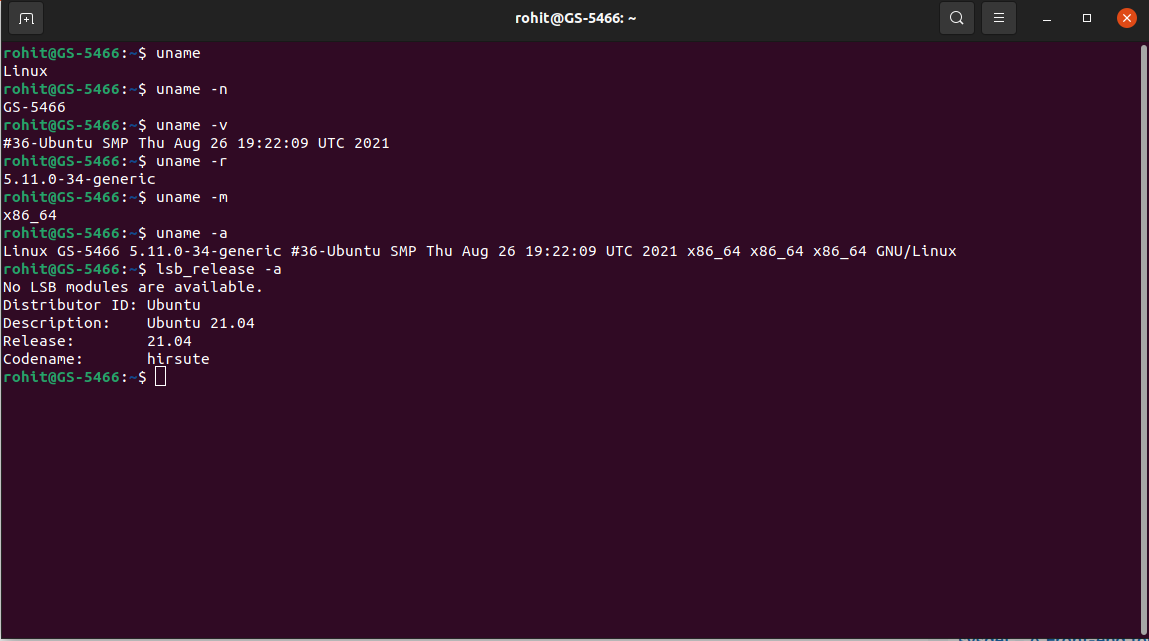 rohit@GS-5466: ~
rohit@GS-5466:~$ uname
Linux
rohit@GS-5466:~$ uname -n
GS-5466
rohit@GS-5466:~$ uname -v
#36-Ubuntu SMP Thu Aug 26 19:22:09 UTC 2021
rohit@GS-5466:~$ uname -r
5.11.0-34-generic
rohit@GS-5466:~$ uname -m
x86_64
rohit@GS-5466:~$ uname -a
Linux GS-5466 5.11.0-34-generic #36-Ubuntu SMP Thu Aug 26 19:22:09 UTC 2021 x86_64 x86_64 x86_64 GNU/Linux
rohit@GS-5466:~$ lsb_release -a
No LSB modules are available.
Distributor ID: Ubuntu
Description:    Ubuntu 21.04
Release:        21.04
Codename:       hirsute
rohit@GS-5466:~$